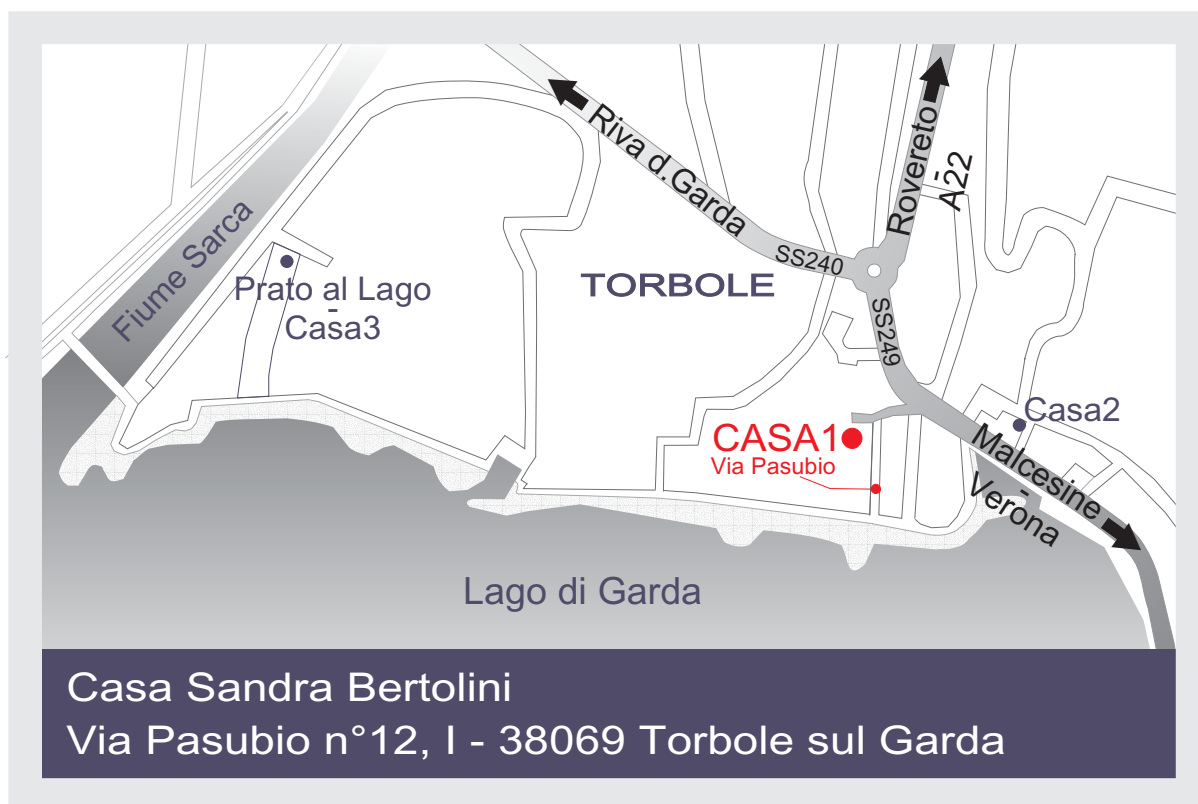 Riva d.Garda
Rovereto
-
A22
Fiume Sarca
SS240
Prato al Lago
-
Casa3
TORBOLE
SS249
Casa2
CASA1
Via Pasubio
Malcesine
-
Verona
Lago di Garda
Casa Sandra Bertolini
Via Pasubio n°12, I - 38069 Torbole sul Garda